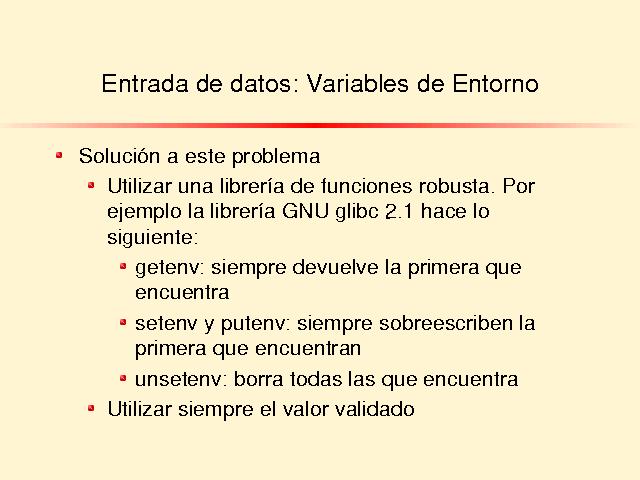 Entrada de datos: Variables de Entorno
Solución a este problema
Utilizar una librería de funciones robusta. Por
ejemplo la librería GNU glibc 2.1 hace lo
siguiente:
getenv: siempre devuelve la primera que
encuentra
setenv y putenv: siempre sobreescriben la
primera que encuentran
unsetenv: borra todas las que encuentra
Utilizar siempre el valor validado